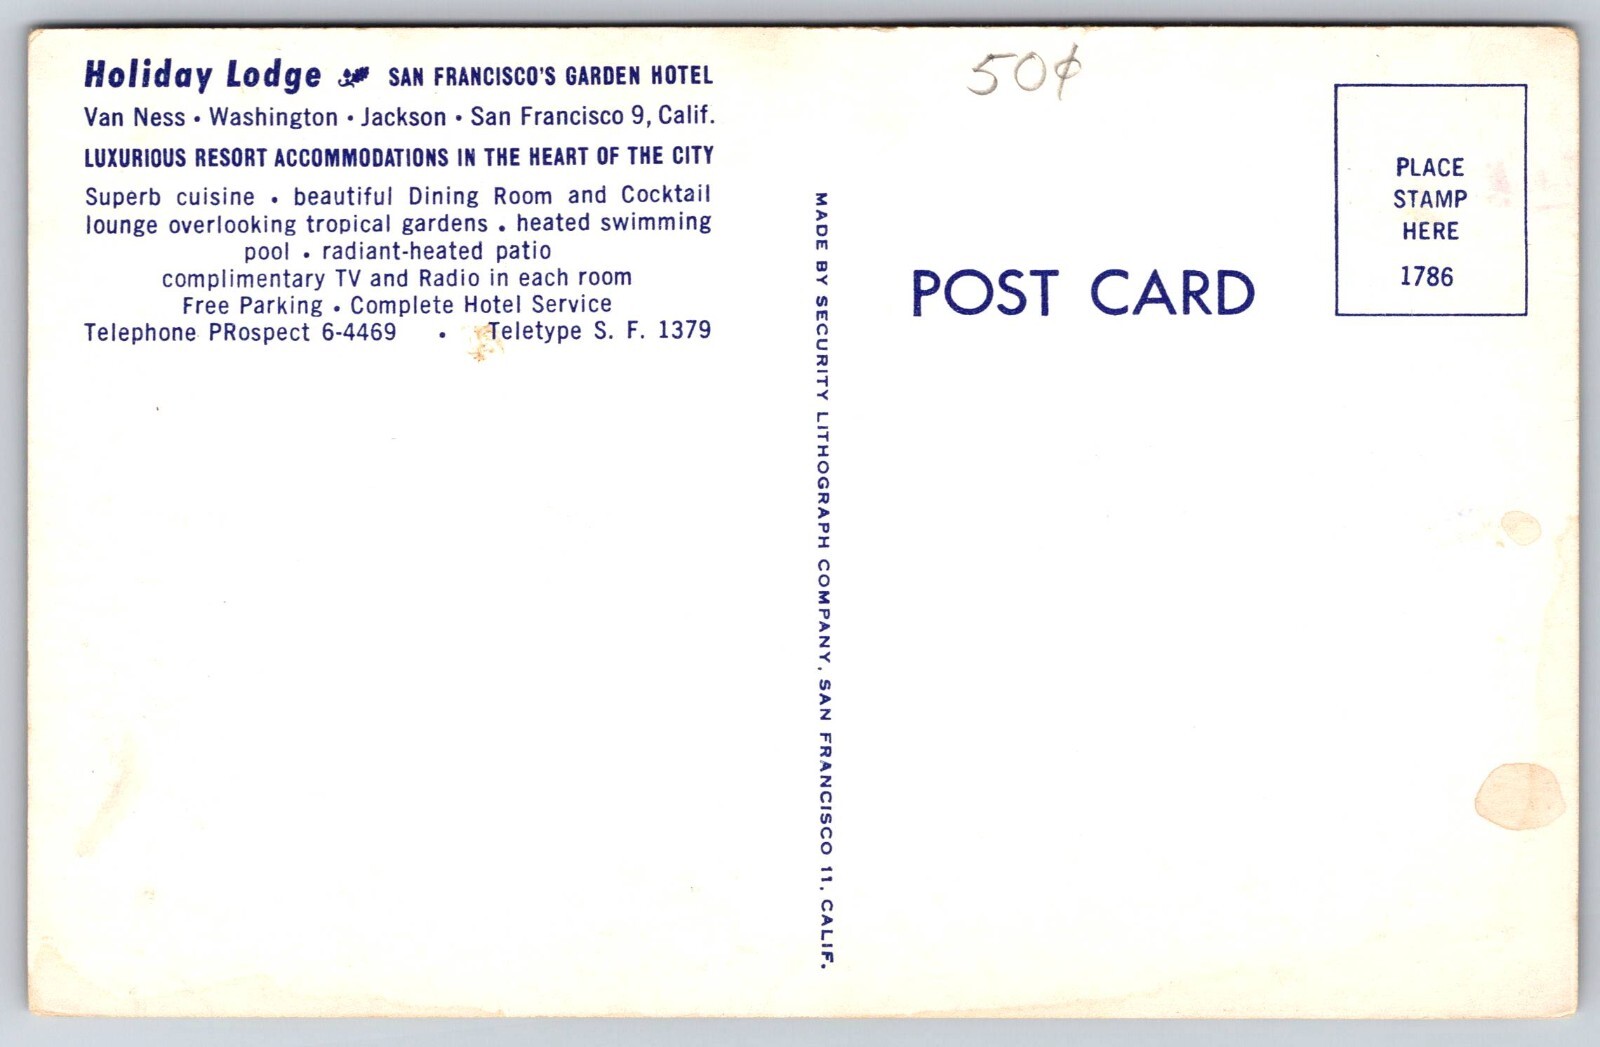 Holiday Lodge SAN FRANCISCO'S GARDEN HOTEL
Van Ness • Washington • Jackson • San Francisco 9, Calif.
LUXURIOUS RESORT ACCOMMODATIONS IN THE HEART OF THE CITY
Superb cuisine • beautiful Dining Room and Cocktail
lounge overlooking tropical gardens • heated swimming
pool • radiant-heated patio
complimentary TV and Radio in each room
Free Parking • Complete Hotel Service
Telephone PRospect 6-4469 • Teletype S. F. 1379
MADE BY SECURITY LITHOGRAPH COMPANY, SAN FRANCISCO 11, CALIF.
50¢
POST CARD
PLACE
STAMP
HERE
1786